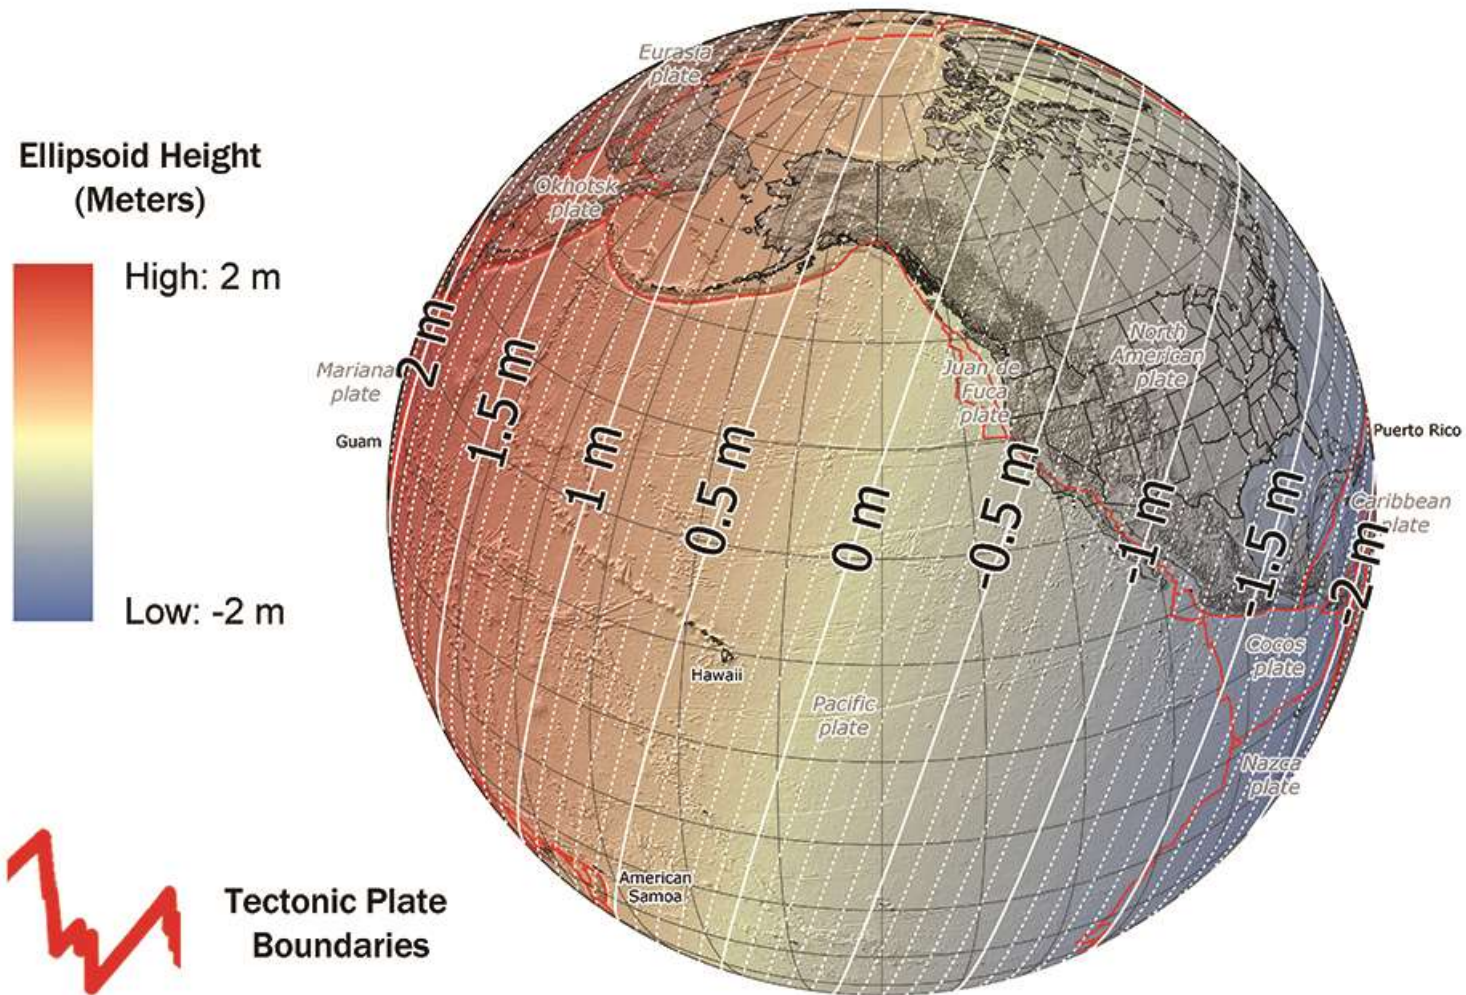 Ellipsoid Height
(Meters)
High: 2 m
Low: -2 m
Tectonic Plate
Boundaries
Eurasia
plate
Okhotsk
plate
Mariana
plate
Guam
North
American
plate
Juan de
Fuca
plate
Puerto Rico
Caribbean
plate
2 m
1.5 m
1 m
0.5 m
0 m
-0.5 m
-1 m
-1.5 m
-2 m
Hawaii
Pacific
plate
Cocos
plate
Nazca
plate
American
Samoa